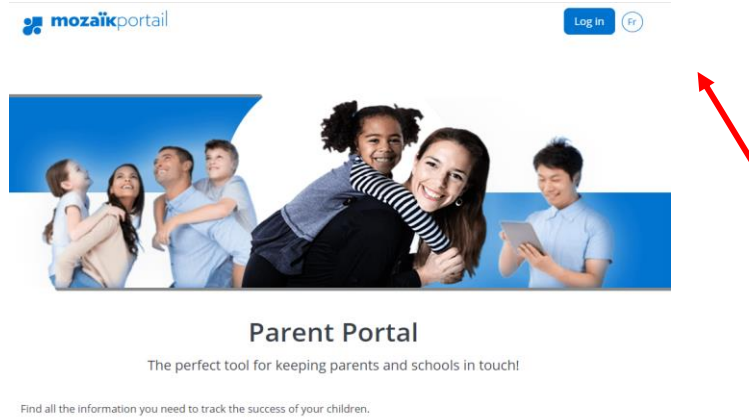 mozaïkportail
Log in
Fr
Parent Portal
The perfect tool for keeping parents and schools in touch!
Find all the information you need to track the success of your children.